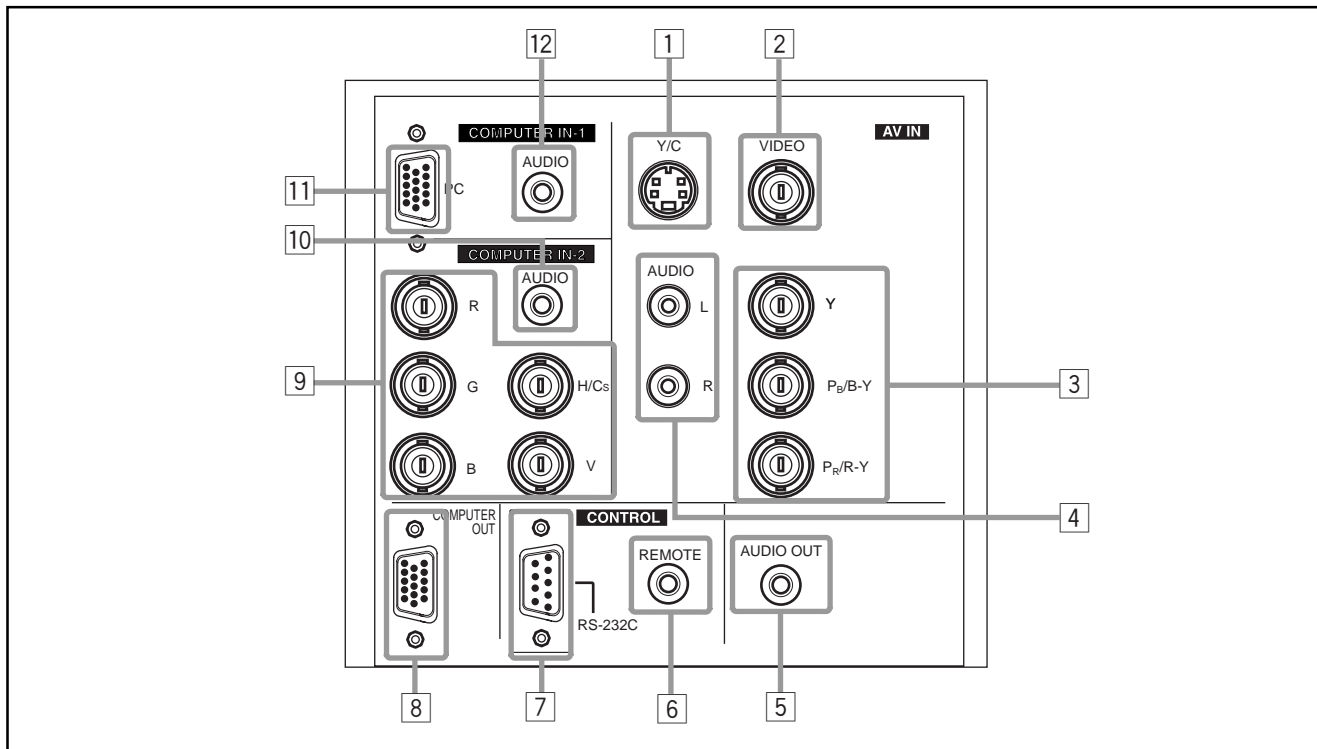 12
1
2
COMPUTER IN-1
AV IN
AUDIO
Y/C
VIDEO
11
PC
10
COMPUTER IN-2
AUDIO
AUDIO
R
L
Y
9
G
H/Cs
R
PB/B-Y
3
B
V
PR/R-Y
4
COMPUTER
OUT
CONTROL
REMOTE
AUDIO OUT
RS-232C
8
7
6
5